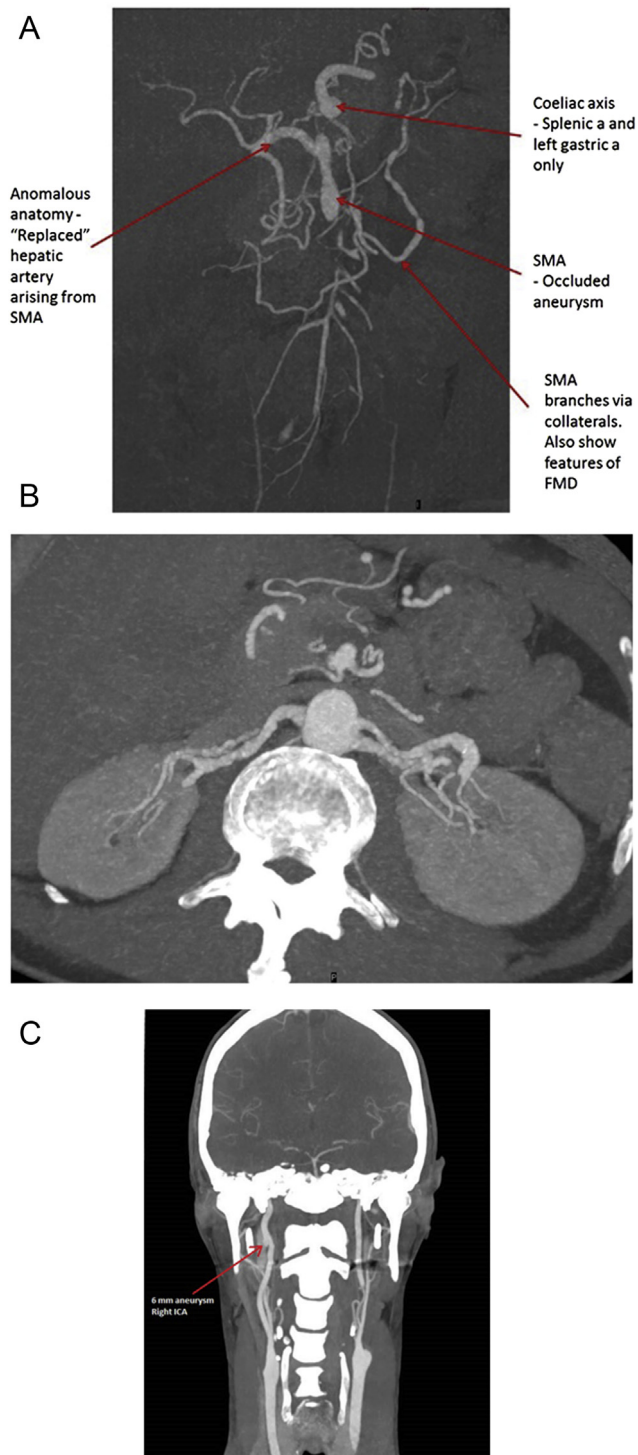 A
Coeliac axis
- Splenic a and
left gastric a
only
Anomalous
anatomy -
“Replaced”
hepatic
artery
arising from
SMA
SMA
- Occluded
aneurysm
SMA
branches via
collaterals.
Also show
features of
FMD
B
P
C
6 mm aneurysm
Right ICA